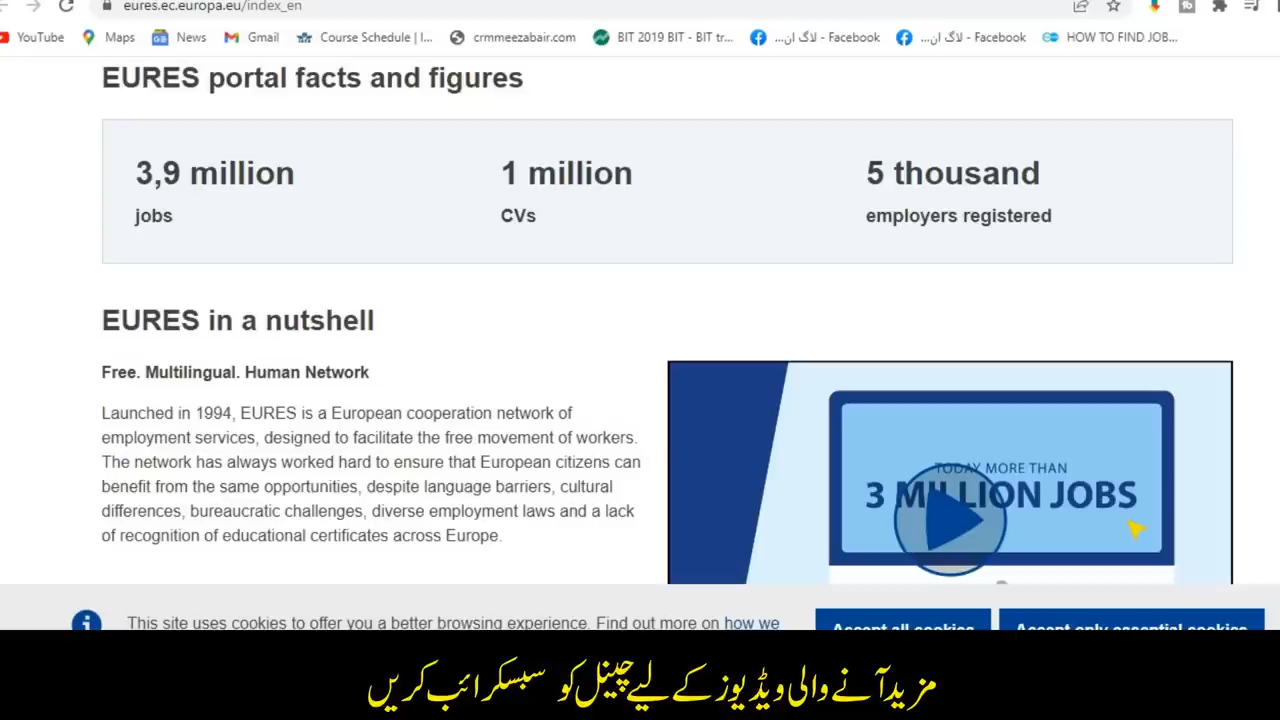 eures.ec.europa.eu/index_en
YouTube Maps News Gmail Course Schedule | I... crmmeezabair.com BIT 2019 BIT - BIT tr... لاگ ان... - Facebook لاگ ان... - Facebook HOW TO FIND JOB...
EURES portal facts and figures
3,9 million 1 million 5 thousand
jobs CVs employers registered
EURES in a nutshell
Free. Multilingual. Human Network
Launched in 1994, EURES is a European cooperation network of
employment services, designed to facilitate the free movement of workers.
The network has always worked hard to ensure that European citizens can
benefit from the same opportunities, despite language barriers, cultural
differences, bureaucratic challenges, diverse employment laws and a lack
of recognition of educational certificates across Europe.
TODAY MORE THAN
3 MILLION JOBS
This site uses cookies to offer you a better browsing experience. Find out more on how we
Accept all cookies Accept only essential cookies
مزید آنے والی ویڈیوز کے لیے چینل کو سبسکرائب کریں